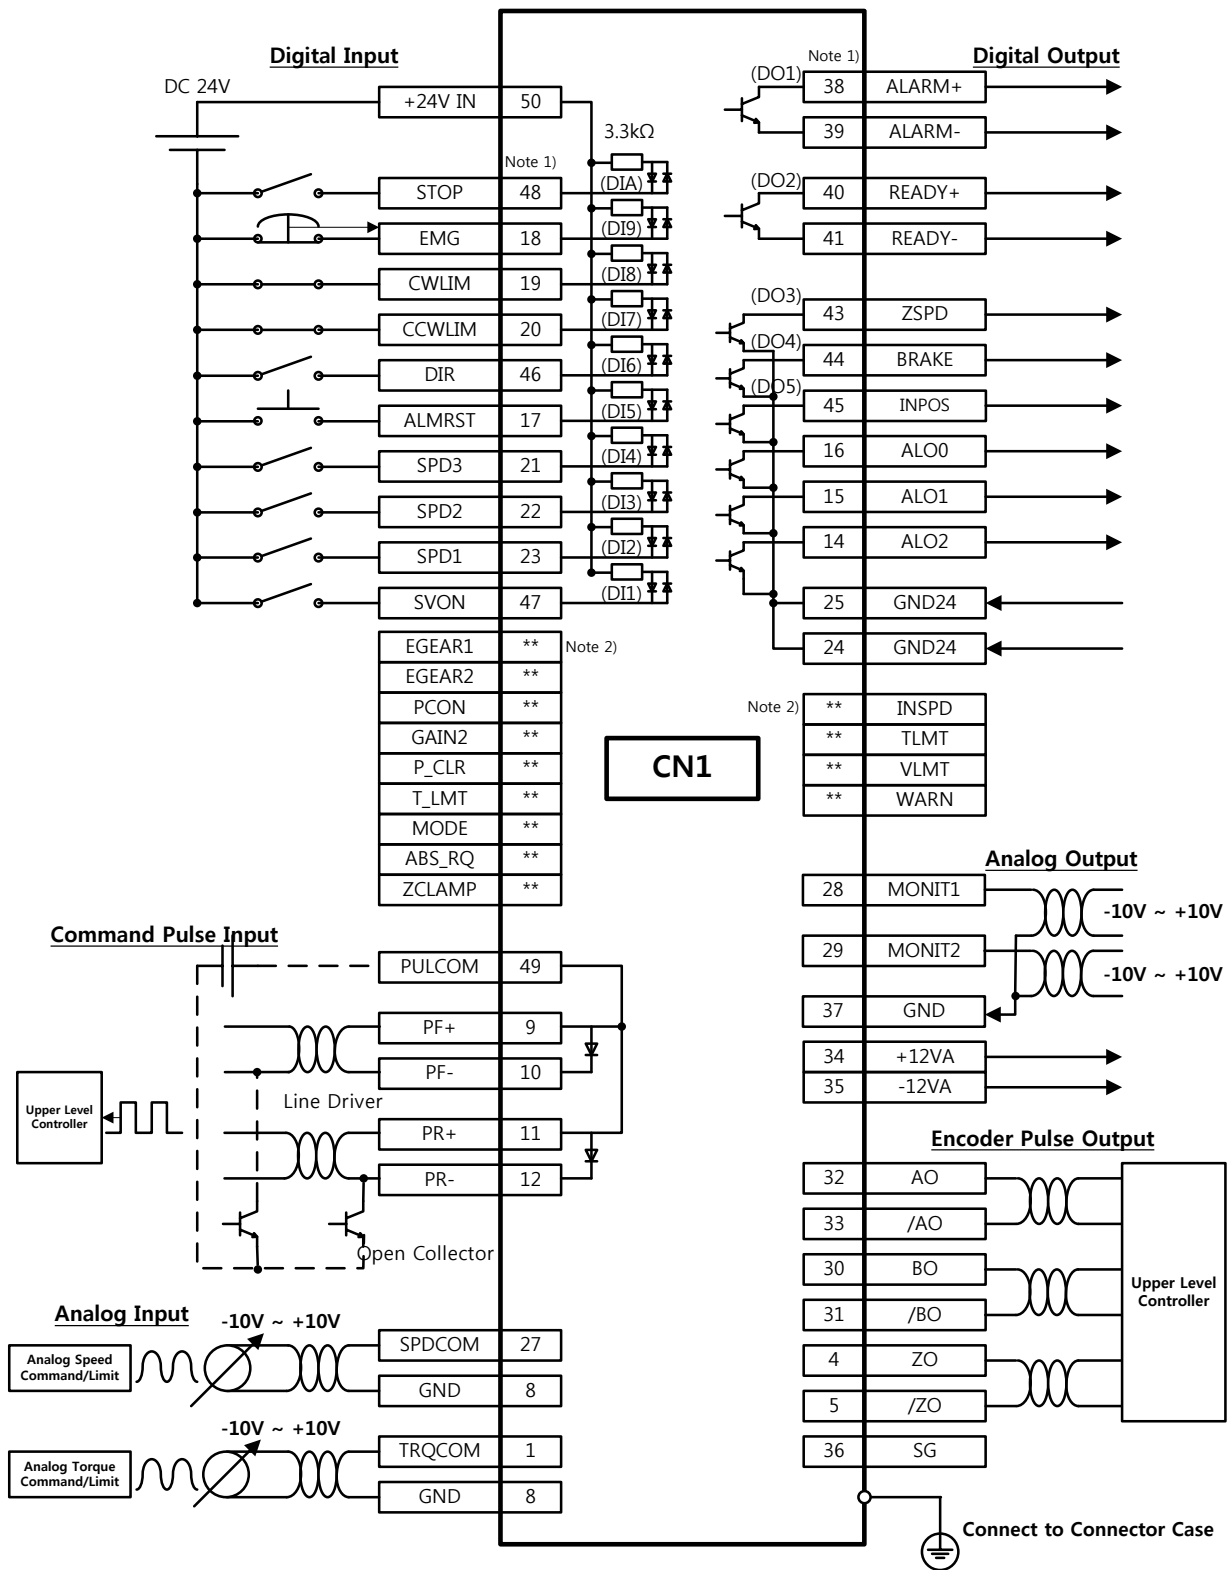 Digital Input
DC 24V
+24V IN 50
3.3kΩ
Note 1)
STOP 48 (DIA)
EMG 18 (DI9)
CWLIM 19 (DI8)
CCWLIM 20 (DI7)
DIR 46 (DI6)
ALMRST 17 (DI5)
SPD3 21 (DI4)
SPD2 22 (DI3)
SPD1 23 (DI2)
SVON 47 (DI1)
EGEAR1 ** Note 2)
EGEAR2 **
PCON **
GAIN2 **
P_CLR **
T_LMT **
MODE **
ABS_RQ **
ZCLAMP **
Command Pulse Input
PULCOM 49
PF+ 9
PF- 10
Line Driver
Upper Level
Controller
PR+ 11
PR- 12
Open Collector
Analog Input
-10V ~ +10V
Analog Speed
Command/Limit
SPDCOM 27
GND 8
-10V ~ +10V
Analog Torque
Command/Limit
TRQCOM 1
GND 8
CN1
Note 1)
Digital Output
(DO1) 38 ALARM+
39 ALARM-
(DO2) 40 READY+
41 READY-
(DO3) 43 ZSPD
(DO4) 44 BRAKE
(DO5) 45 INPOS
16 ALO0
15 ALO1
14 ALO2
25 GND24
24 GND24
Note 2) ** INSPD
** TLMT
** VLMT
** WARN
Analog Output
28 MONIT1
-10V ~ +10V
29 MONIT2
-10V ~ +10V
37 GND
34 +12VA
35 -12VA
Encoder Pulse Output
32 AO
33 /AO
30 BO
31 /BO
Upper Level
Controller
4 ZO
5 /ZO
36 SG
Connect to Connector Case